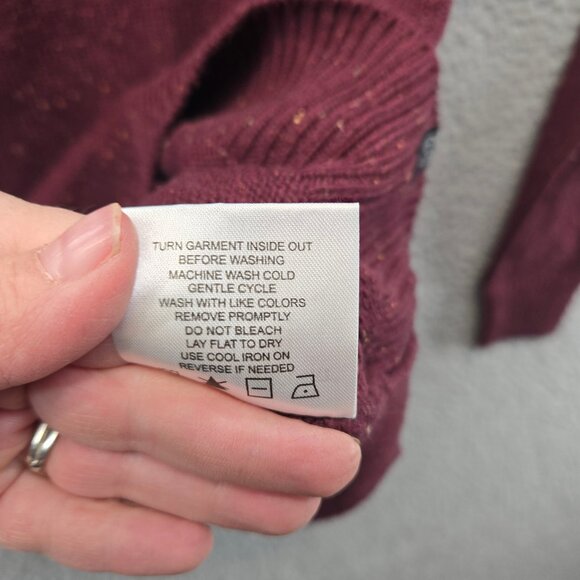 TURN GARMENT INSIDE OUT
BEFORE WASHING
MACHINE WASH COLD
GENTLE CYCLE
WASH WITH LIKE COLORS
REMOVE PROMPTLY
DO NOT BLEACH
LAY FLAT TO DRY
USE COOL IRON ON
REVERSE IF NEEDED